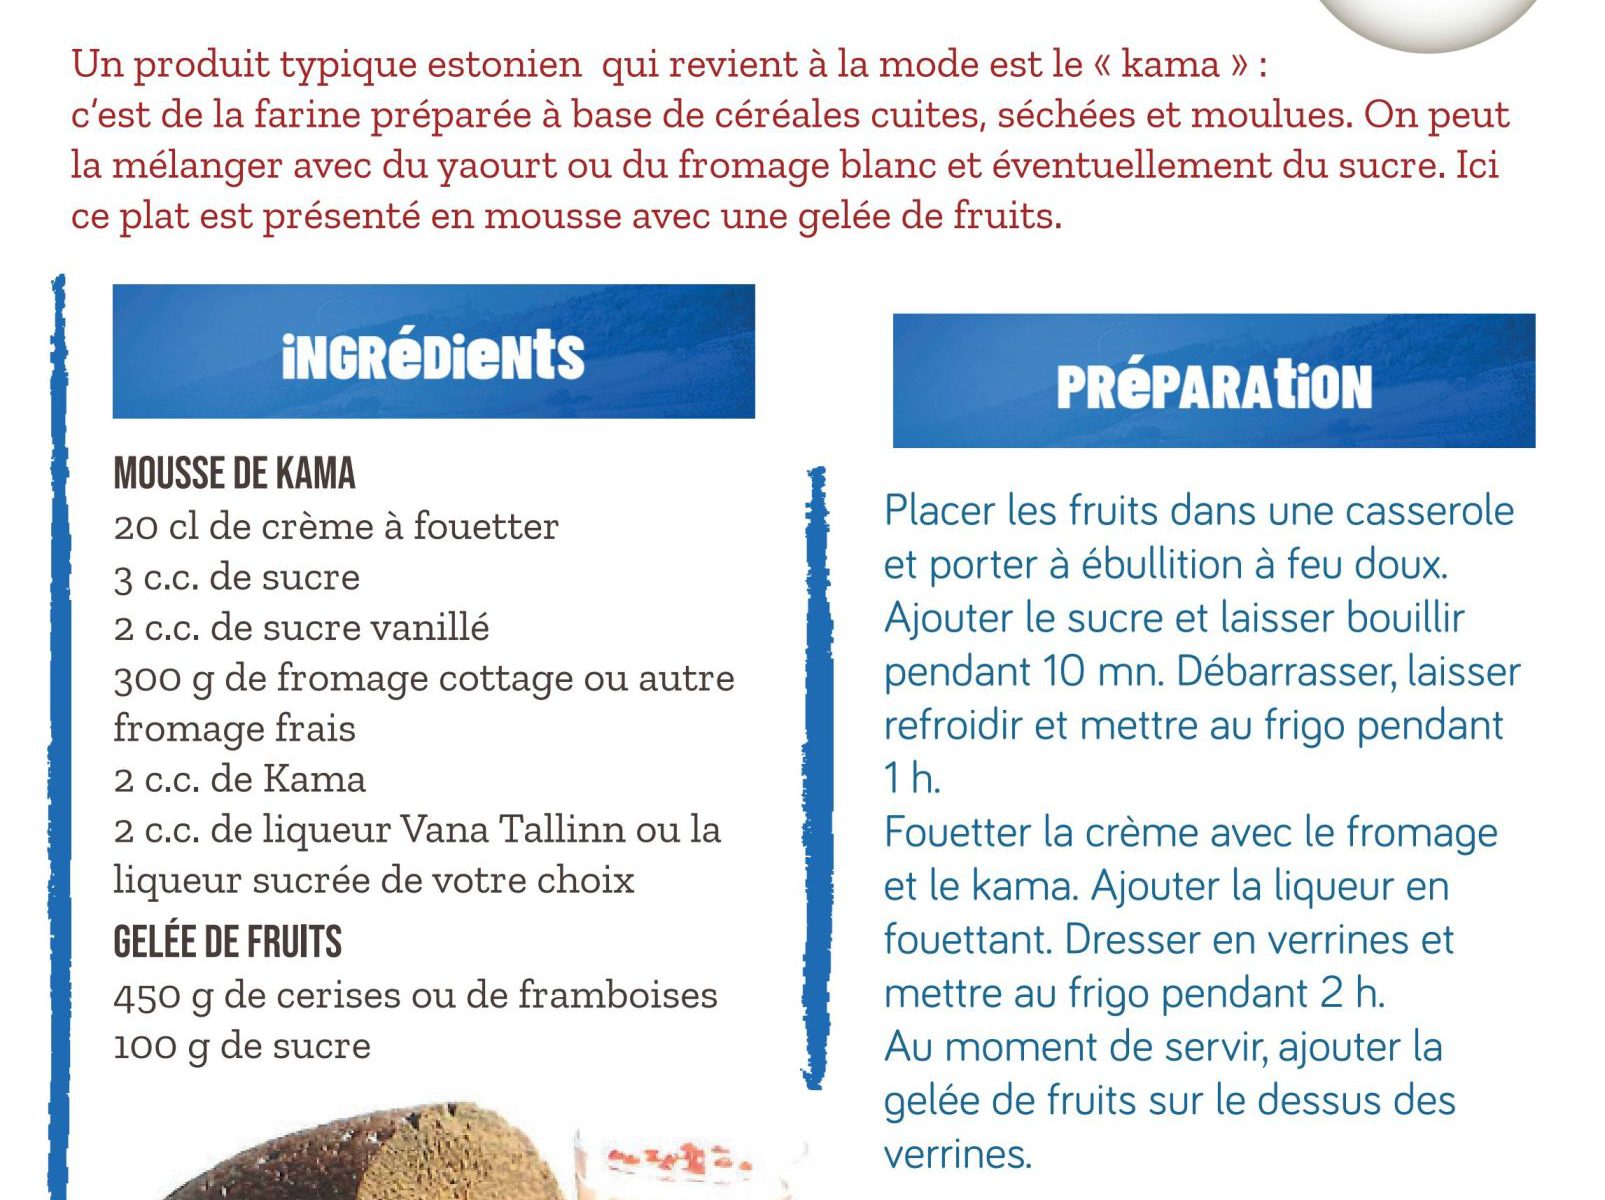 Un produit typique estonien qui revient à la mode est le « kama » :
c'est de la farine préparée à base de céréales cuites, séchées et moulues. On peut
la mélanger avec du yaourt ou du fromage blanc et éventuellement du sucre. Ici
ce plat est présenté en mousse avec une gelée de fruits.
iNGRéDieNtS
MOUSSE DE KAMA
20 cl de crème à fouetter
3 c.c. de sucre
2 c.c. de sucre vanillé
300 g de fromage cottage ou autre
fromage frais
2 c.c. de Kama
2 c.c. de liqueur Vana Tallinn ou la
liqueur sucrée de votre choix
GELÉE DE FRUITS
450 g de cerises ou de framboises
100 g de sucre
PRéPARAtiON
Placer les fruits dans une casserole
et porter à ébullition à feu doux.
Ajouter le sucre et laisser bouillir
pendant 10 mn. Débarrasser, laisser
refroidir et mettre au frigo pendant
1 h.
Fouetter la crème avec le fromage
et le kama. Ajouter la liqueur en
fouettant. Dresser en verrines et
mettre au frigo pendant 2 h.
Au moment de servir, ajouter la
gelée de fruits sur le dessus des
verrines.